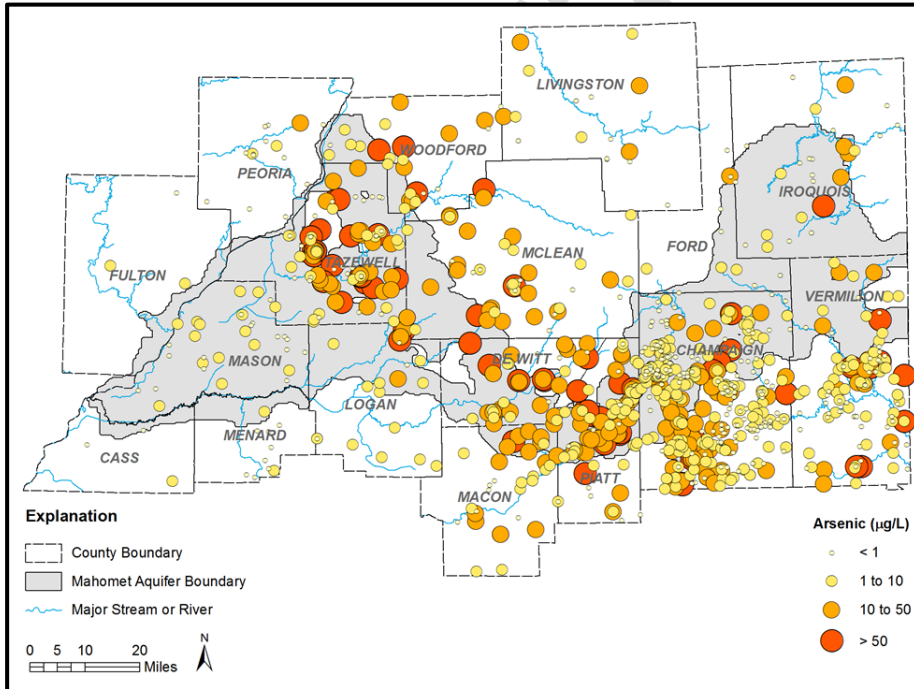 LIVINGSTON
WOODFORD
PEORIA
IROQUOIS
MCLEAN
FORD
TAZEWELL
FULTON
VERMILION
CHAMPAIGN
MASON
DE WITT
LOGAN
MENARD
CASS
PIATT
MACON
Explanation
County Boundary
Mahomet Aquifer Boundary
Major Stream or River
0 5 10 20
Miles
N
Arsenic (µg/L)
< 1
1 to 10
10 to 50
> 50